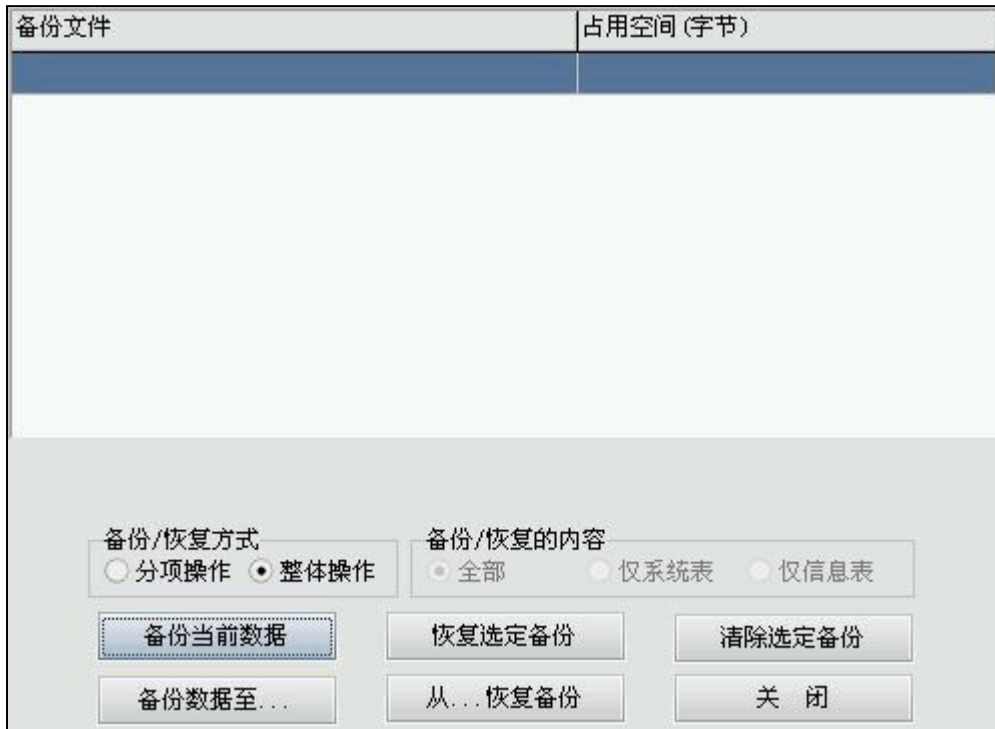 备份文件 占用空间(字节)
备份/恢复方式 备份/恢复的内容
分项操作 整体操作 全部 仅系统表 仅信息表
备份当前数据 恢复选定备份 清除选定备份
备份数据至... 从...恢复备份 关 闭